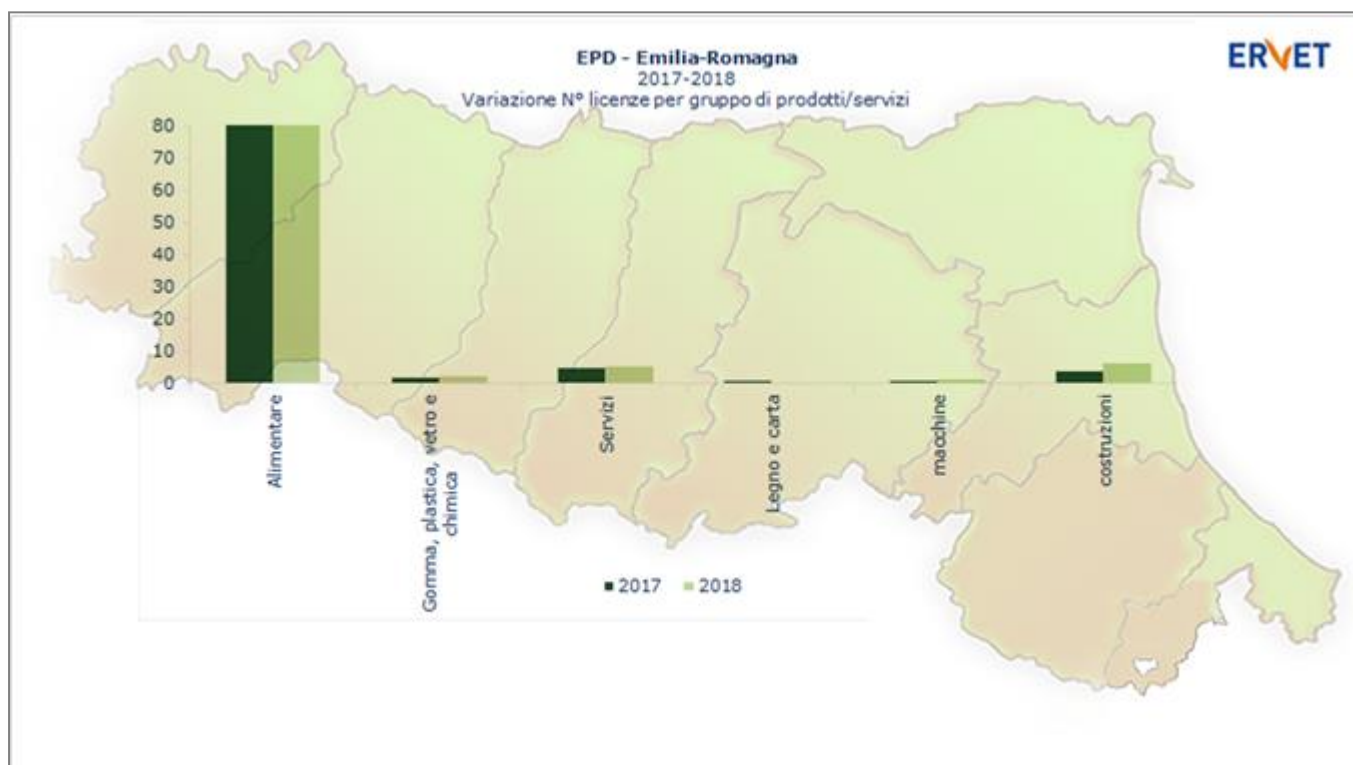 EPD - Emilia-Romagna
2017-2018
Variazione N° licenze per gruppo di prodotti/servizi
ERVET
80
70
60
50
40
30
20
10
0
Alimentare
Gomma, plastica, vetro e
chimica
Servizi
Legno e carta
macchine
costruzioni
2017
2018